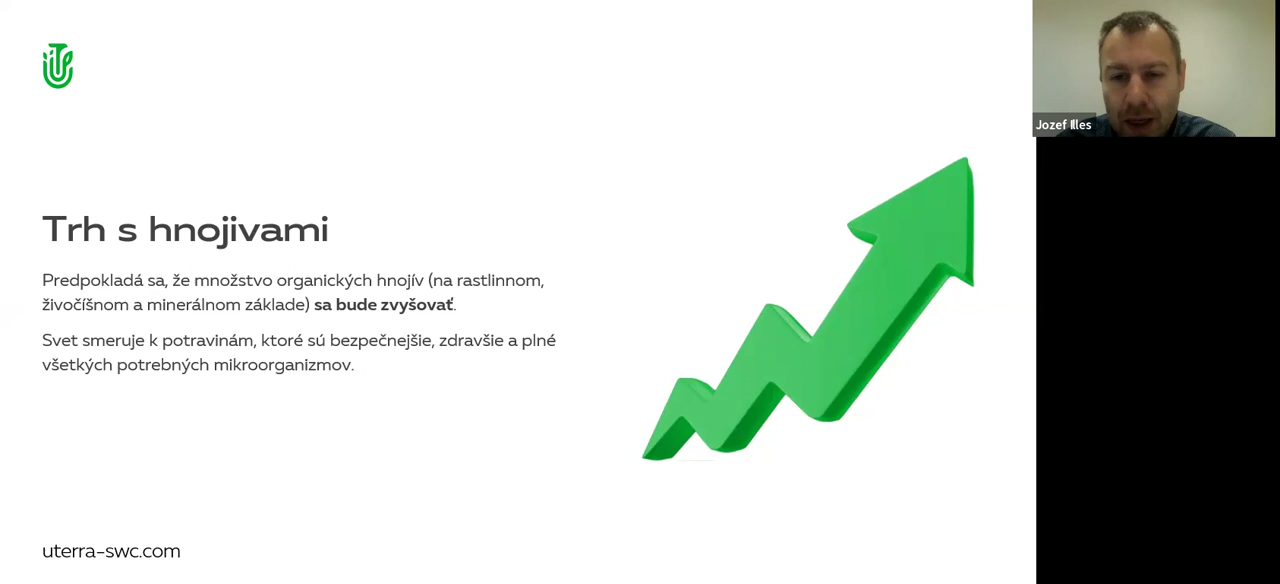 Trh s hnojivami
Predpokladá sa, že množstvo organických hnojív (na rastlinnom,
živočíšnom a minerálnom základe) sa bude zvyšovať.
Svet smeruje k potravinám, ktoré sú bezpečnejšie, zdravšie a plné
všetkých potrebných mikroorganizmov.
uterra-swc.com
Jozef Illes